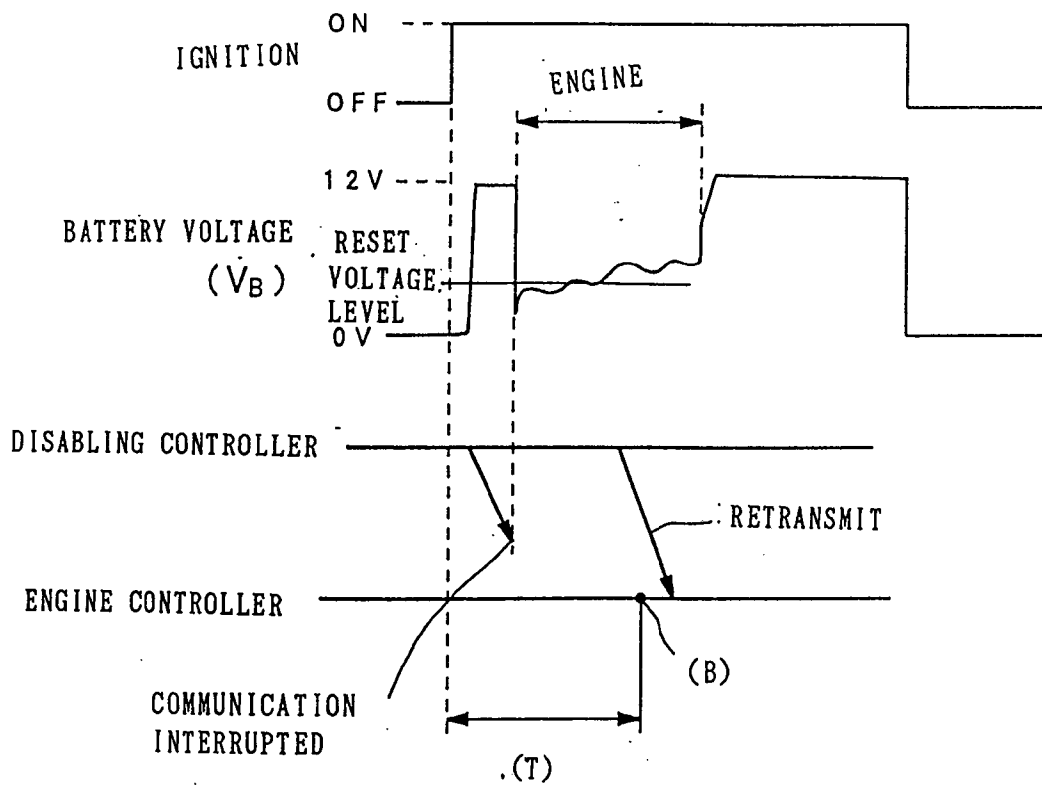 ON
IGNITION
OFF
ENGINE
12V
BATTERY VOLTAGE
(VB)
RESET
VOLTAGE
LEVEL
0V
DISABLING CONTROLLER
RETRANSMIT
ENGINE CONTROLLER
(B)
COMMUNICATION
INTERRUPTED
(T)